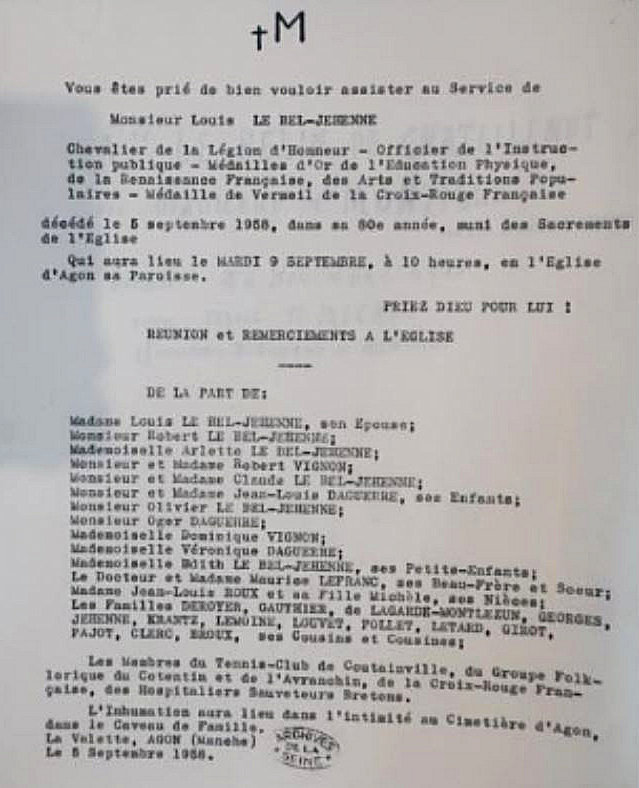 †M
Vous êtes prié de bien vouloir assister au Service de
Monsieur Louis LE BEL-JEHENNE
Chevalier de la Légion d'Honneur - Officier de l'Instruc-
tion publique - Médailles d'Or de l'Education Physique,
de la Renaissance Française, des Arts et Traditions Popu-
laires - Médaille de Vermeil de la Croix-Rouge Française
décédé le 5 septembre 1958, dans sa 80e année, muni des Sacrements
de l'Eglise
Qui aura lieu le MARDI 9 SEPTEMBRE, à 10 heures, en l'Eglise
d'Agon sa Paroisse.
PRIEZ DIEU POUR LUI !
REUNION et REMERCIEMENTS A L'EGLISE
DE LA PART DE:
Madame Louis LE BEL-JEHENNE, son Epouse;
Monsieur Robert LE BEL-JEHENNE;
Mademoiselle Arlette LE BEL-JEHENNE;
Monsieur et Madame Robert VIGNON;
Monsieur et Madame Claude LE BEL-JEHENNE;
Monsieur et Madame Jean-Louis DAGUERRE, ses Enfants;
Monsieur Olivier LE BEL-JEHENNE;
Monsieur Oger DAGUERRE;
Mademoiselle Dominique VIGNON;
Mademoiselle Véronique DAGUERRE;
Mademoiselle Edith LE BEL-JEHENNE, ses Petits-Enfants;
Le Docteur et Madame Maurice LEFRANC, ses Beau-Frère et Soeur;
Madame Jean-Louis ROUX et sa Fille Michèle, ses Nièces;
Les Familles DEROYER, GAUTHIER, de LAGARDE-MONTLEZUN, GEORGES,
JEHENNE, KRANTZ, LEMOINE, LOUVET, POLLET, LETARD, GIROT,
PAJOT, CLERC, BROUX, ses Cousins et Cousines;
Les Membres du Tennis-Club de Coutainville, du Groupe Folk-
lorique du Cotentin et de l'Avranchin, de la Croix-Rouge Fran-
çaise, des Hospitaliers Sauveteurs Bretons.
L'Inhumation aura lieu dans l'intimité au Cimetière d'Agon,
dans le Caveau de Famille.
La Valette, AGON (Manche)
Le 5 Septembre 1958.
ARCHIVES
DE LA
SEINE